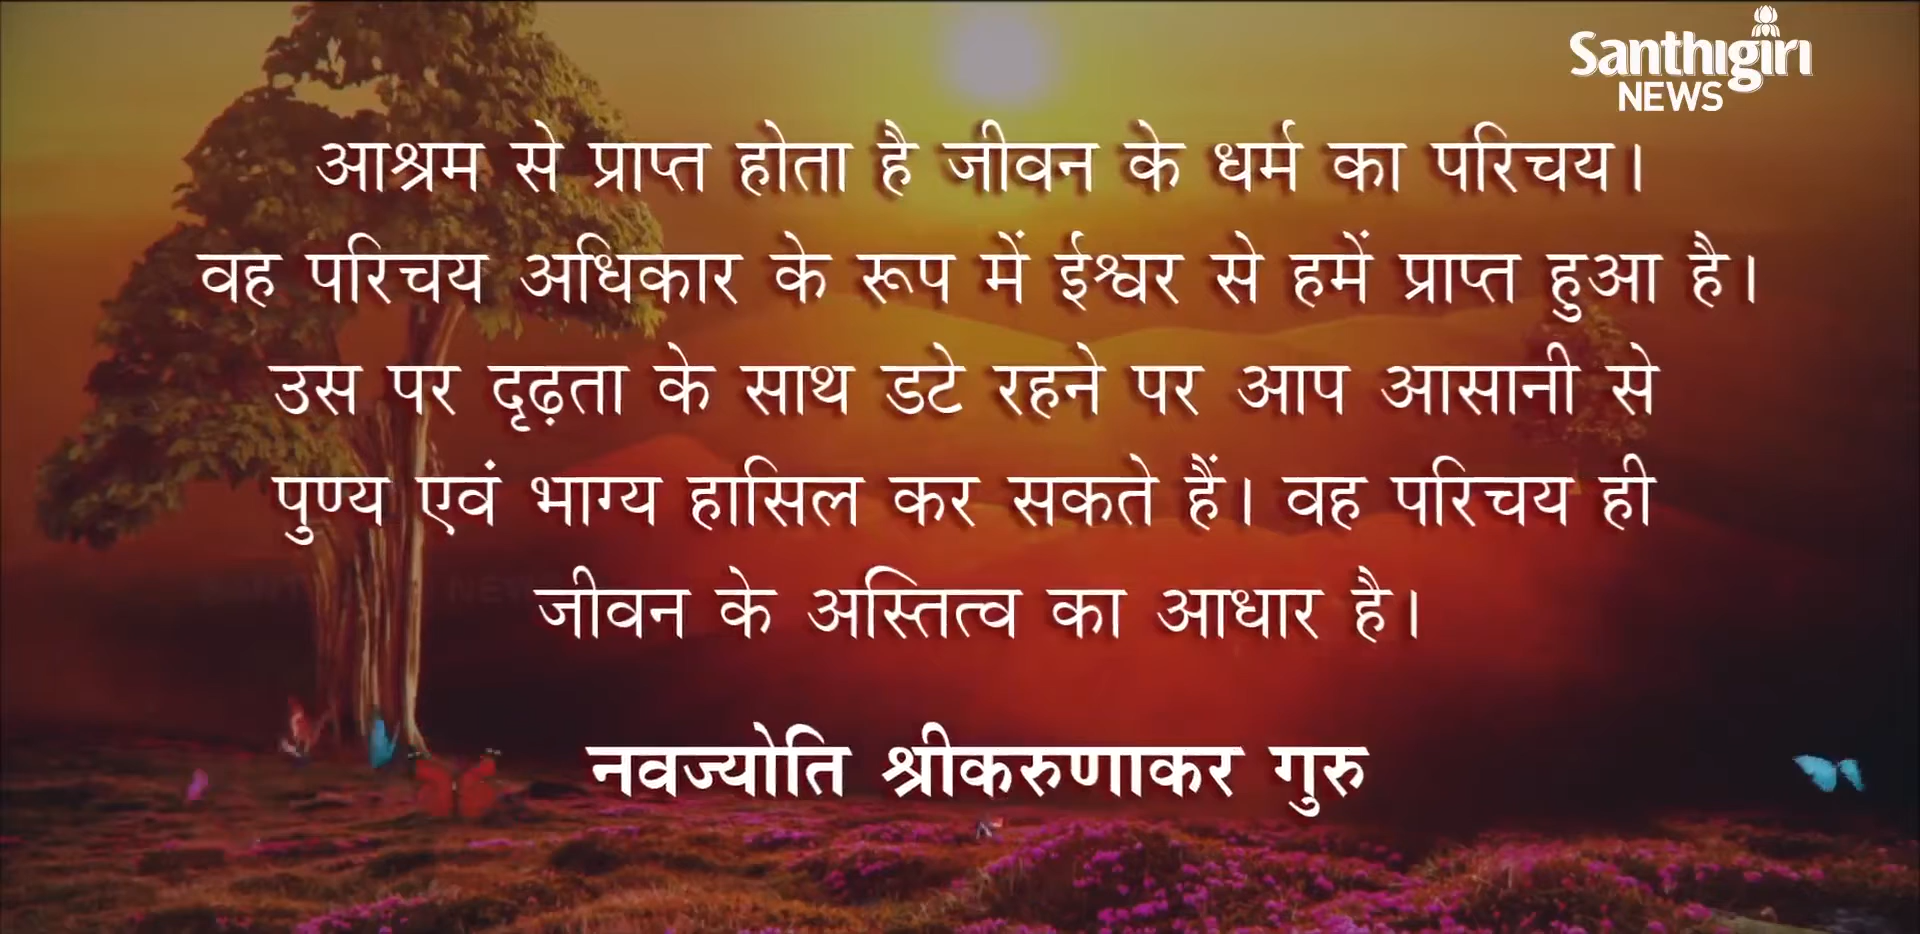 Santhigiri
NEWS
आश्रम से प्राप्त होता है जीवन के धर्म का परिचय।
वह परिचय अधिकार के रूप में ईश्वर से हमें प्राप्त हुआ है।
उस पर दृढ़ता के साथ डटे रहने पर आप आसानी से
पुण्य एवं भाग्य हासिल कर सकते हैं। वह परिचय ही
जीवन के अस्तित्व का आधार है।
नवज्योति श्रीकरुणाकर गुरु